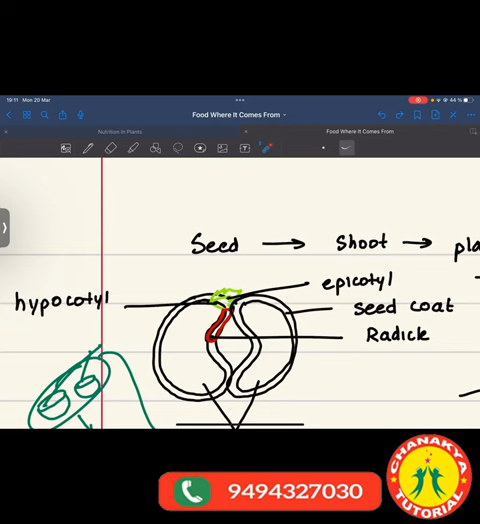 19:11 Mon 20 Mar
44 %
Food Where It Comes From
Nutrition In Plants
Food Where It Comes From
Seed → Shoot → pla
epicotyl
hypocotyl
seed coat
Radick
9494327030
CHANAKYA
TUTORIAL